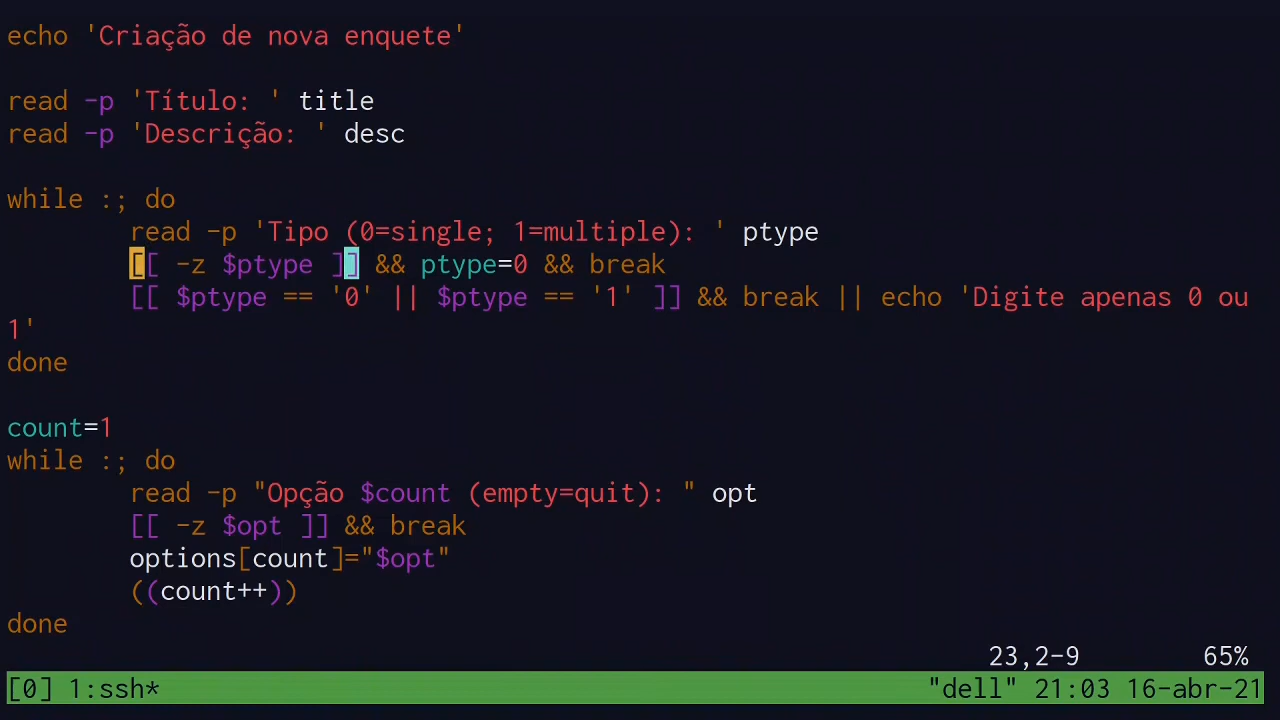 echo 'Criação de nova enquete'
read -p 'Título: ' title
read -p 'Descrição: ' desc
while :; do
read -p 'Tipo (0=single; 1=multiple): ' ptype
[[ -z $ptype ]] && ptype=0 && break
[[ $ptype == '0' || $ptype == '1' ]] && break || echo 'Digite apenas 0 ou
1'
done
count=1
while :; do
read -p "Opção $count (empty=quit): " opt
[[ -z $opt ]] && break
options[count]="$opt"
((count++))
done
23,2-9 65%
[0] 1:ssh* "dell" 21:03 16-abr-21